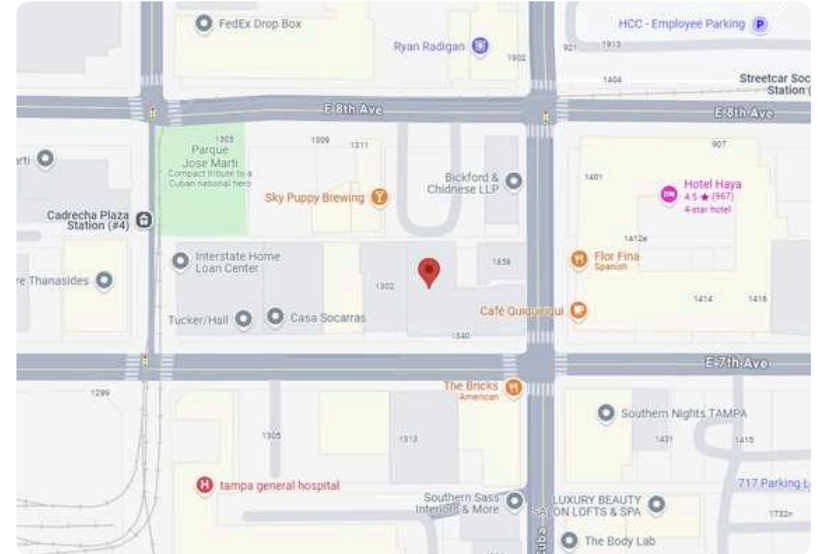 FedEx Drop Box
HCC - Employee Parking
P
Ryan Radigan
1902
921
1913
1404
Streetcar Soc
Station (
E 8th Ave
E 8th Ave
1305
Parque
Jose Marti
Compact tribute to a
Cuban national hero
1309
1311
907
arti
Bickford &
Chidnese LLP
1401
Hotel Haya
4.5 ★ (967)
4-star hotel
Sky Puppy Brewing
Cadrecha Plaza
Station (#4)
1412e
Interstate Home
Loan Center
Flor Fina
Spanish
re Thanasides
1302
1414
1416
Tucker/Hall
Casa Socarras
Café Quiquiriqui
1340
E 7th Ave
The Bricks
American
1299
Southern Nights TAMPA
1305
1313
1431
1415
H
tampa general hospital
717 Parking L
Southern Sass
Interiors & More
LUXURY BEAUTY
SALON LOFTS & SPA
The Body Lab